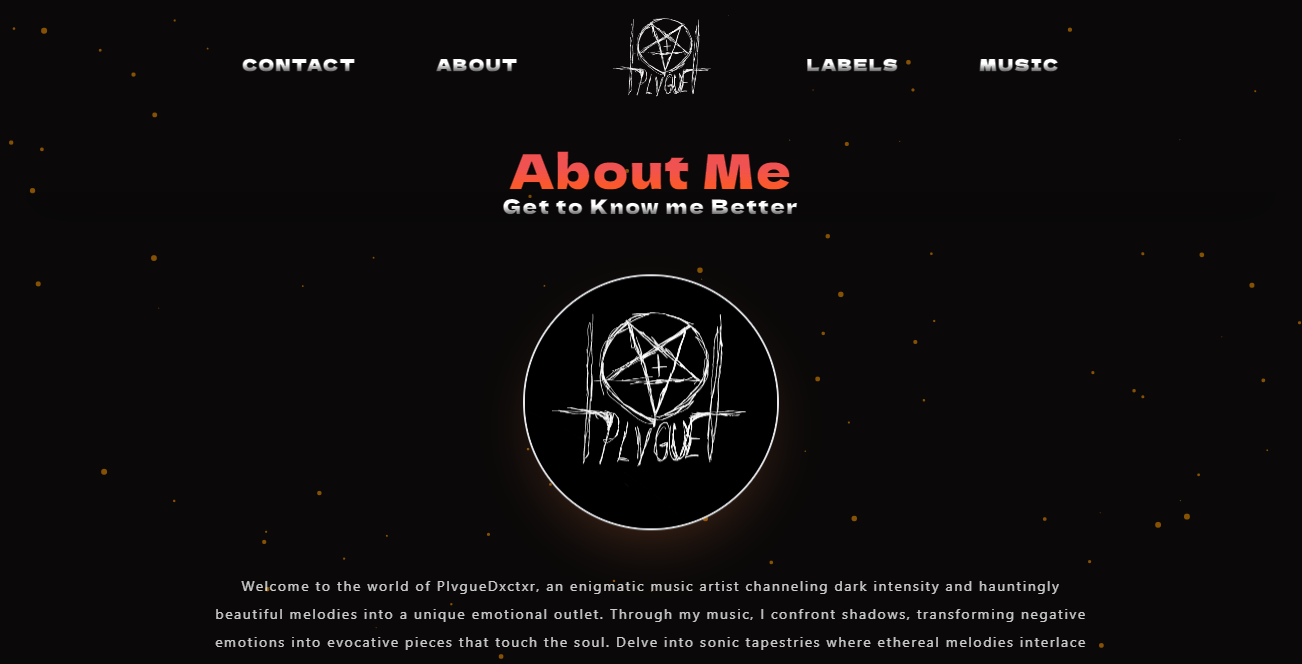 CONTACT
ABOUT
PLVGUE
LABELS
MUSIC
About Me
Get to Know me Better
PLVGUE
Welcome to the world of PlvgueDxctxr, an enigmatic music artist channeling dark intensity and hauntingly
beautiful melodies into a unique emotional outlet. Through my music, I confront shadows, transforming negative
emotions into evocative pieces that touch the soul. Delve into sonic tapestries where ethereal melodies interlace